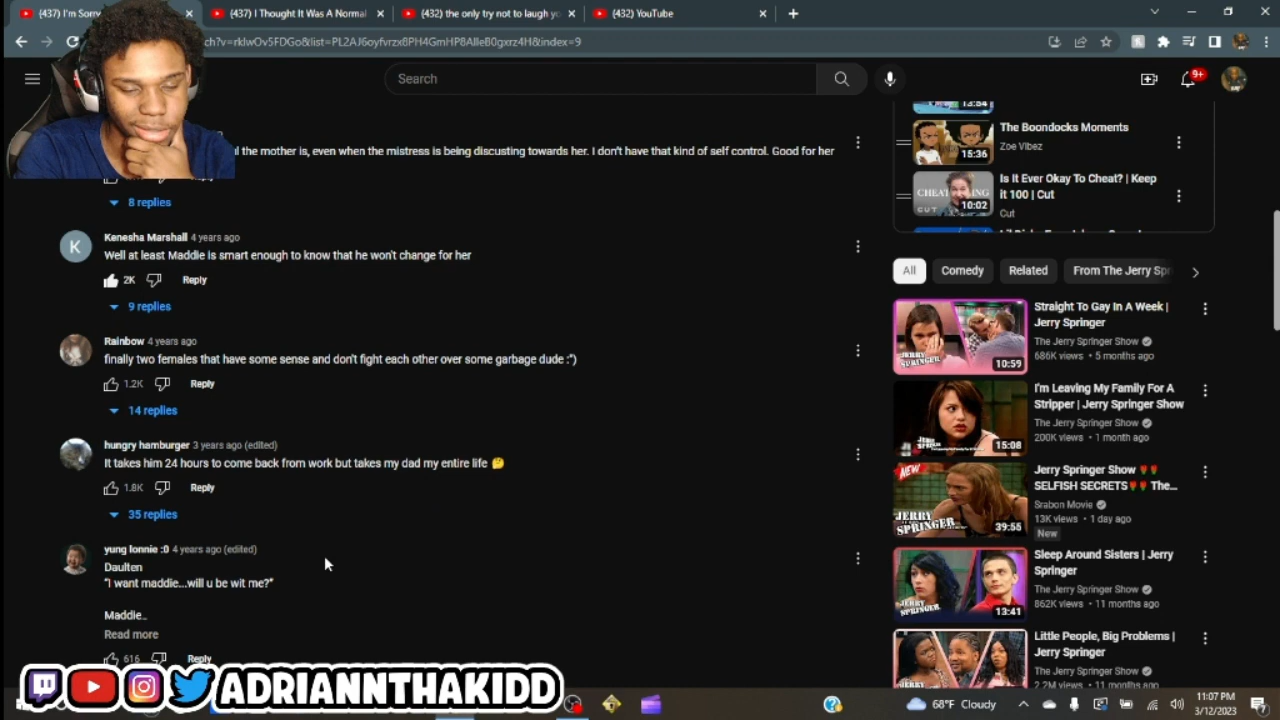 (437) I'm Sorry
(437) I Thought It Was A Normal
(432) the only try not to laugh yo
(432) YouTube
ch?v=rklwOv5FDGo&list=PL2AJ6oyfvrzx8PH4GmHP8Alle80gxrz4H&index=9
Search
9+
13:54
the mother is, even when the mistress is being discusting towards her. I don't have that kind of self control. Good for her
8 replies
Kenesha Marshall 4 years ago
Well at least Maddie is smart enough to know that he won't change for her
2K Reply
9 replies
Rainbow 4 years ago
finally two females that have some sense and don't fight each other over some garbage dude :")
1.2K Reply
14 replies
hungry hamburger 3 years ago (edited)
It takes him 24 hours to come back from work but takes my dad my entire life 🤔
1.8K Reply
35 replies
yung lonnie :0 4 years ago (edited)
Daulten
"I want maddie...will u be wit me?"
Maddie..
Read more
616 Reply
The Boondocks Moments
Zoe Vibez
15:36
Is It Ever Okay To Cheat? | Keep
it 100 | Cut
Cut
CUT
10:02
All Comedy Related From The Jerry Spr
Straight To Gay In A Week |
Jerry Springer
The Jerry Springer Show
686K views • 5 months ago
JERRY SPRINGER
10:59
I'm Leaving My Family For A
Stripper | Jerry Springer Show
The Jerry Springer Show
200K views • 1 month ago
15:08
Jerry Springer Show 🌹🌹
SELFISH SECRETS🌹🌹 The...
Srabon Movie
13K views • 1 day ago
New
NEW
JERRY
SPRINGER
39:55
Sleep Around Sisters | Jerry
Springer
The Jerry Springer Show
862K views • 11 months ago
JERRY SPRINGER
13:41
Little People, Big Problems |
Jerry Springer
The Jerry Springer Show
2.2M views • 11 months ago
ADRIANNTHAKIDD
68°F Cloudy
11:07 PM
3/12/2023